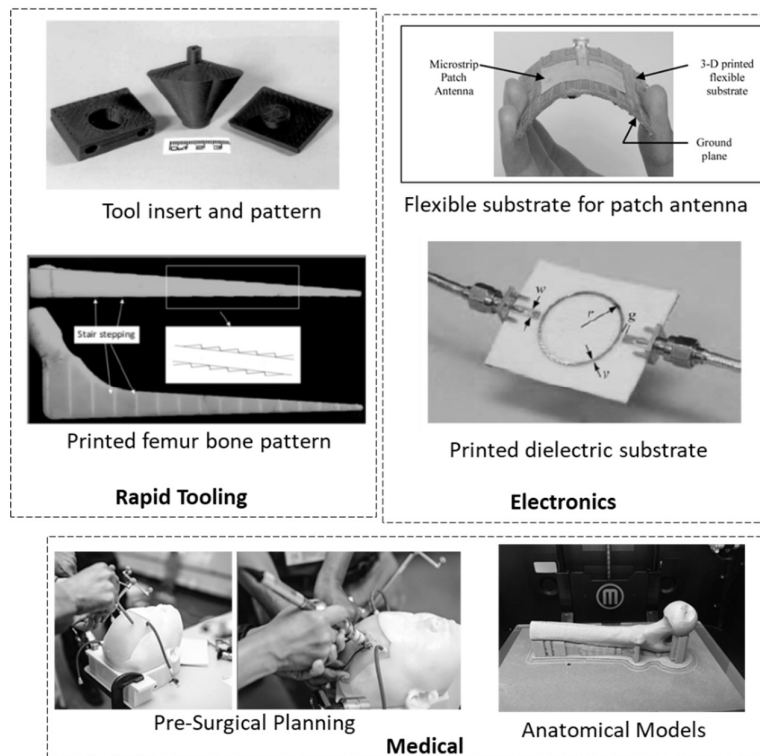 Tool insert and pattern
Stair stepping
Printed femur bone pattern
Rapid Tooling
Microstrip
Patch
Antenna
3-D printed
flexible
substrate
Ground
plane
Flexible substrate for patch antenna
w
r
g
y
Printed dielectric substrate
Electronics
Pre-Surgical Planning
Anatomical Models
Medical